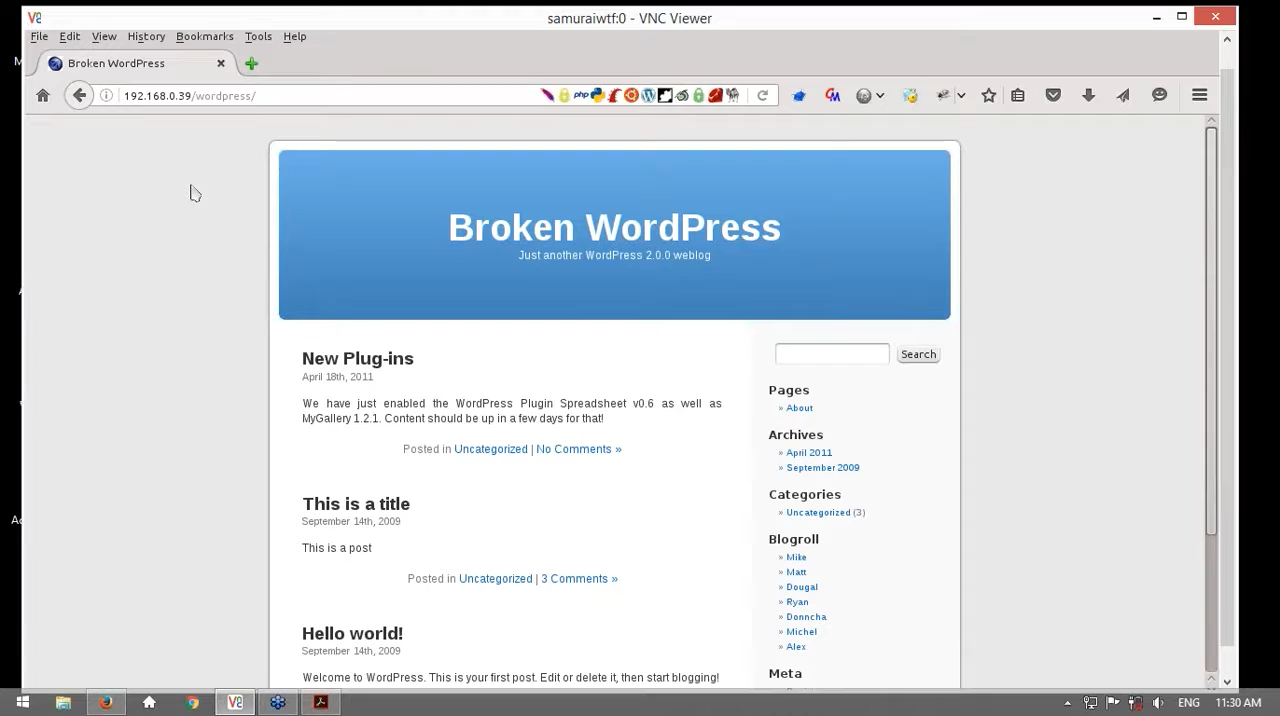 samuraiwtf:0 - VNC Viewer
File Edit View History Bookmarks Tools Help
Broken WordPress
192.168.0.39/wordpress/
Broken WordPress
Just another WordPress 2.0.0 weblog
New Plug-ins
April 18th, 2011
We have just enabled the WordPress Plugin Spreadsheet v0.6 as well as
MyGallery 1.2.1. Content should be up in a few days for that!
Posted in Uncategorized | No Comments »
This is a title
September 14th, 2009
This is a post
Posted in Uncategorized | 3 Comments »
Hello world!
September 14th, 2009
Welcome to WordPress. This is your first post. Edit or delete it, then start blogging!
Search
Pages
» About
Archives
» April 2011
» September 2009
Categories
» Uncategorized (3)
Blogroll
» Mike
» Matt
» Dougal
» Ryan
» Donncha
» Michel
» Alex
Meta
ENG 11:30 AM